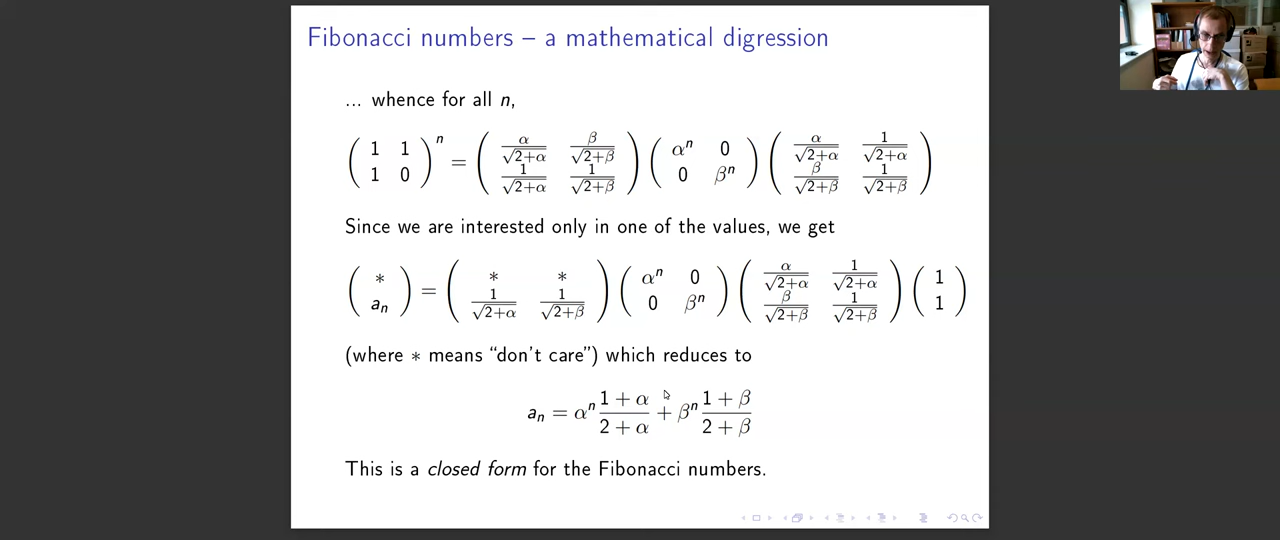 Fibonacci numbers – a mathematical digression
... whence for all n,
( 1 1 ; 1 0 )^n = ( α/√(2+α) β/√(2+β) ; 1/√(2+α) 1/√(2+β) ) ( α^n 0 ; 0 β^n ) ( α/√(2+α) 1/√(2+α) ; β/√(2+β) 1/√(2+β) )
Since we are interested only in one of the values, we get
( * ; a_n ) = ( * * ; 1/√(2+α) 1/√(2+β) ) ( α^n 0 ; 0 β^n ) ( α/√(2+α) 1/√(2+α) ; β/√(2+β) 1/√(2+β) ) ( 1 ; 1 )
(where * means “don't care”) which reduces to
a_n = α^n (1 + α)/(2 + α) + β^n (1 + β)/(2 + β)
This is a closed form for the Fibonacci numbers.